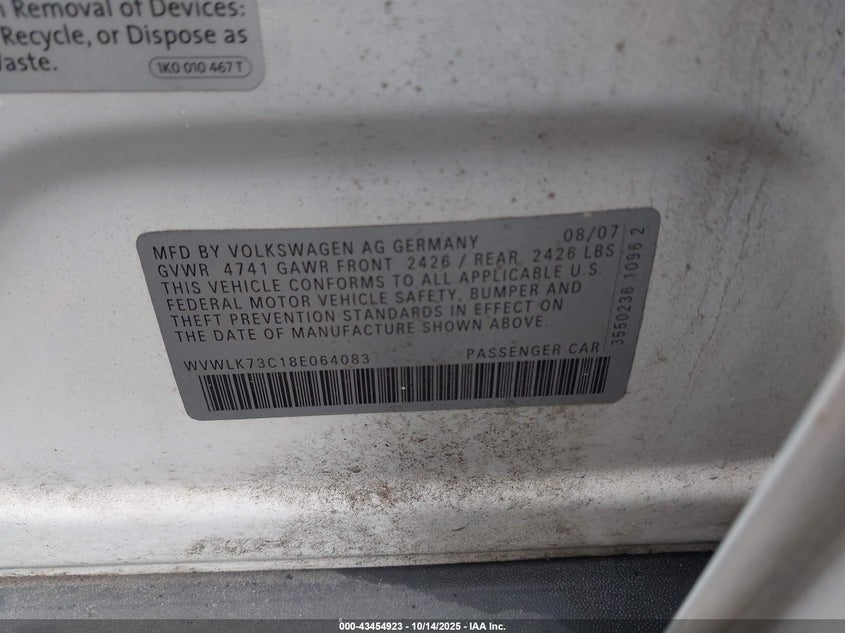 n Removal of Devices:
Recycle, or Dispose as
Waste.
1K0 010 467 T
MFD BY VOLKSWAGEN AG GERMANY 08/07
GVWR 4741 GAWR FRONT 2426 / REAR 2426 LBS
THIS VEHICLE CONFORMS TO ALL APPLICABLE U.S.
FEDERAL MOTOR VEHICLE SAFETY, BUMPER AND
THEFT PREVENTION STANDARDS IN EFFECT ON
THE DATE OF MANUFACTURE SHOWN ABOVE.
WVWLK73C18E064083 PASSENGER CAR
3550236 1096 2
000-43454923 - 10/14/2025 - IAA Inc.